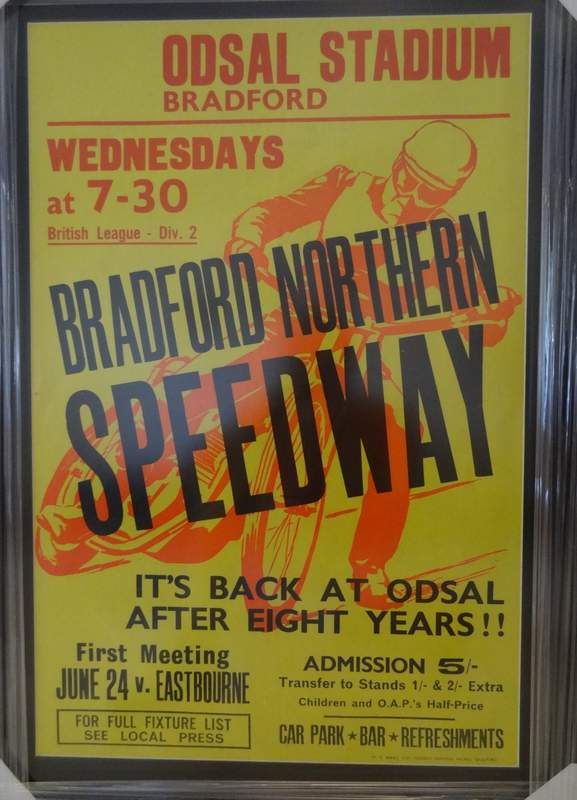 ODSAL STADIUM
BRADFORD
WEDNESDAYS
at 7-30
British League - Div. 2
BRADFORD NORTHERN
SPEEDWAY
IT'S BACK AT ODSAL
AFTER EIGHT YEARS!!
First Meeting
JUNE 24 v. EASTBOURNE
FOR FULL FIXTURE LIST
SEE LOCAL PRESS
ADMISSION 5/-
Transfer to Stands 1/- & 2/- Extra
Children and O.A.P.'s Half-Price
CAR PARK ★ BAR ★ REFRESHMENTS